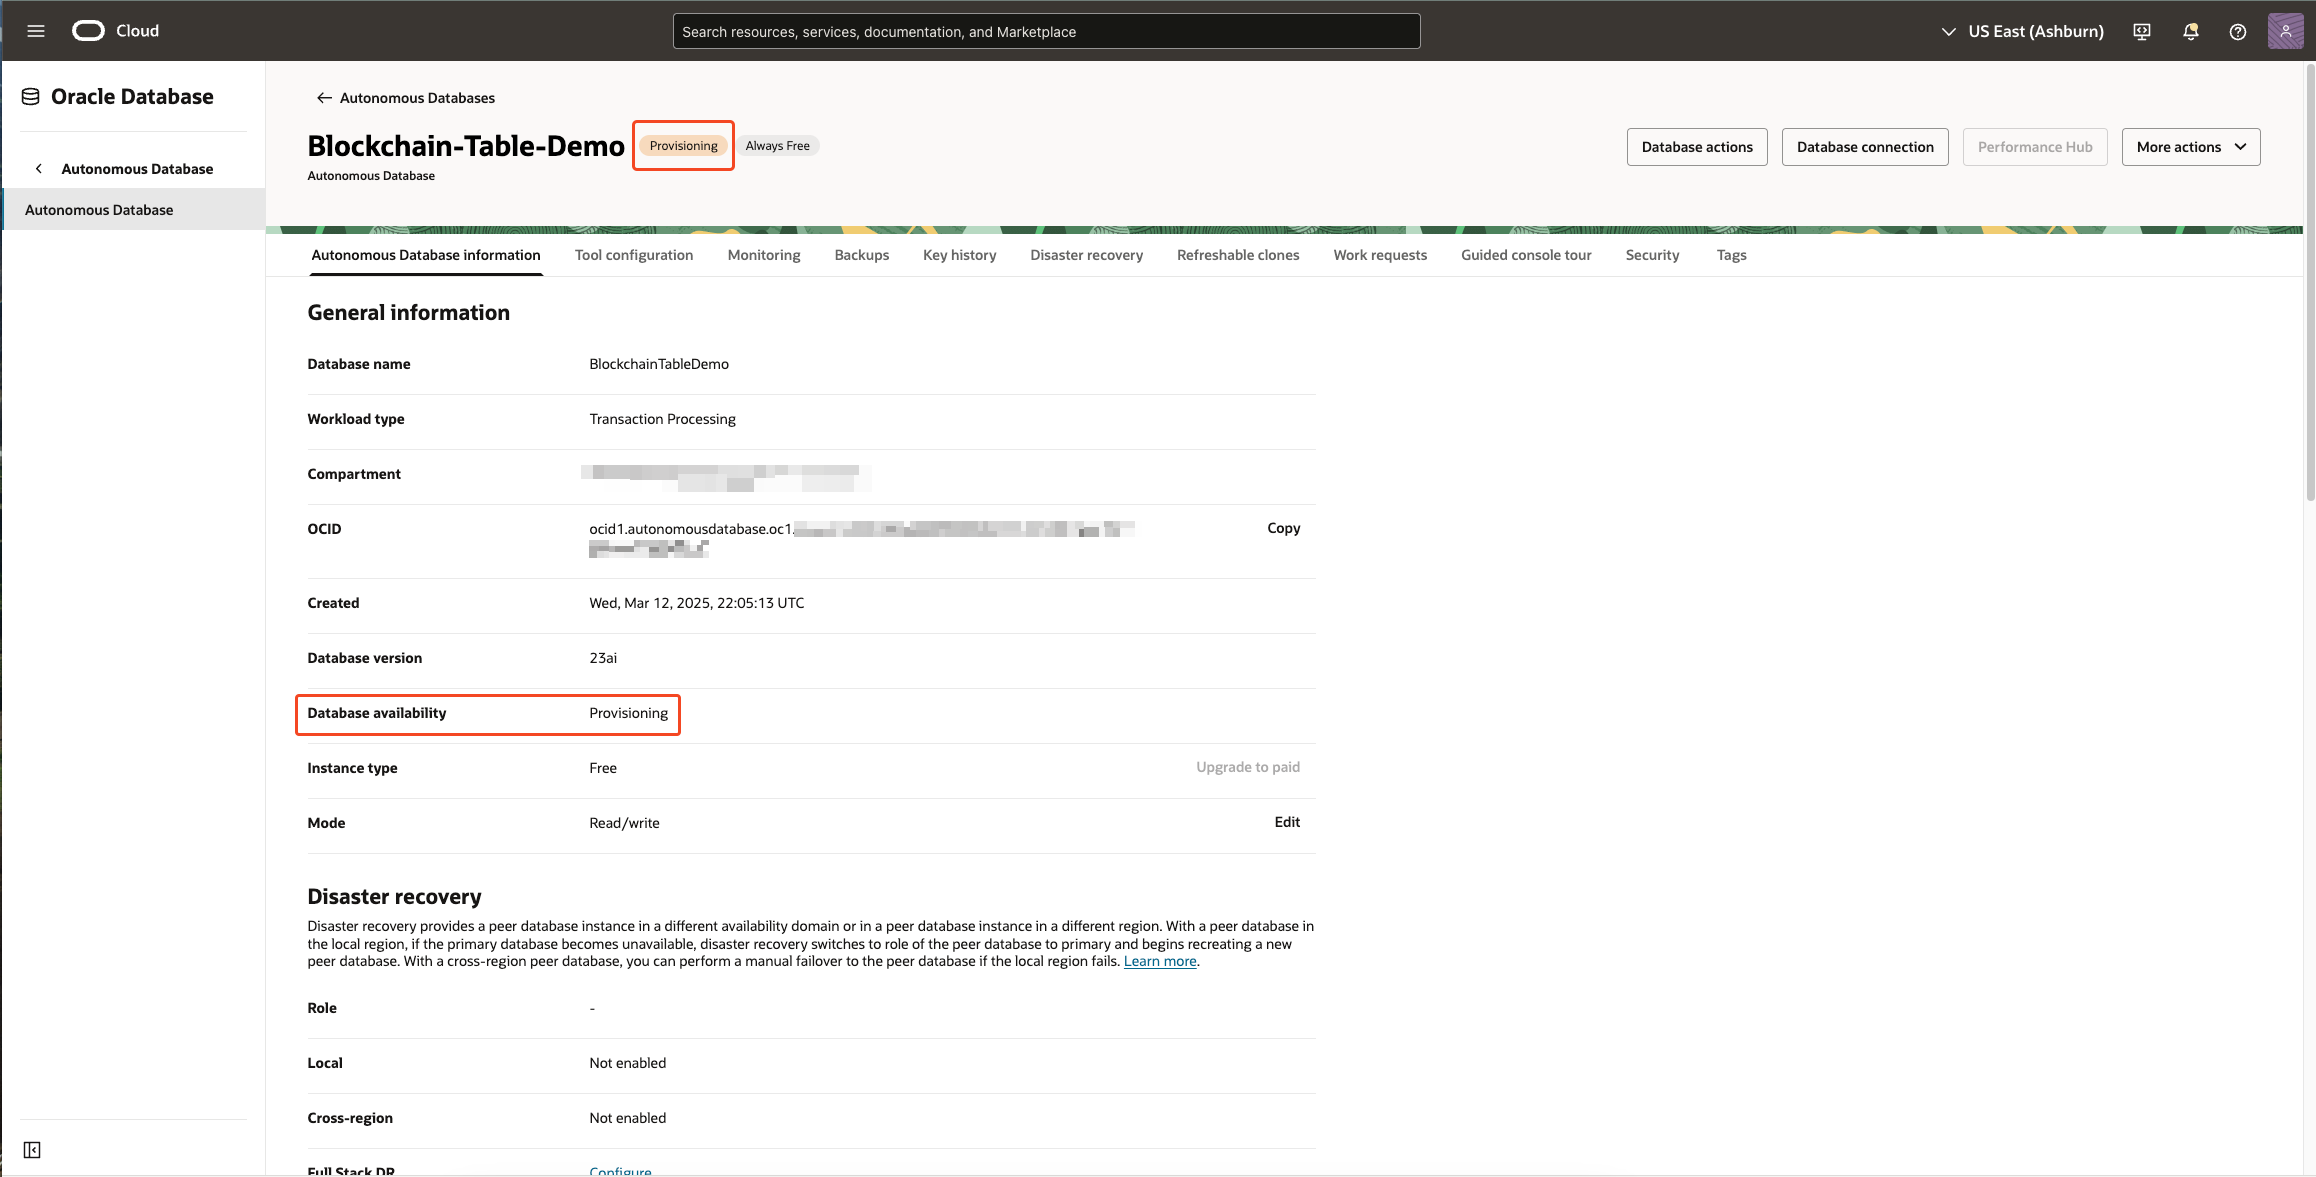 Cloud
Search resources, services, documentation, and Marketplace
US East (Ashburn)
Oracle Database
Autonomous Database
Autonomous Database
Autonomous Databases
Blockchain-Table-Demo
Provisioning
Always Free
Autonomous Database
Database actions
Database connection
Performance Hub
More actions
Autonomous Database information
Tool configuration
Monitoring
Backups
Key history
Disaster recovery
Refreshable clones
Work requests
Guided console tour
Security
Tags
General information
Database name BlockchainTableDemo
Workload type Transaction Processing
Compartment
OCID ocid1.autonomousdatabase.oc1. Copy
Created Wed, Mar 12, 2025, 22:05:13 UTC
Database version 23ai
Database availability Provisioning
Instance type Free Upgrade to paid
Mode Read/write Edit
Disaster recovery
Disaster recovery provides a peer database instance in a different availability domain or in a peer database instance in a different region. With a peer database in
the local region, if the primary database becomes unavailable, disaster recovery switches to role of the peer database to primary and begins recreating a new
peer database. With a cross-region peer database, you can perform a manual failover to the peer database if the local region fails. Learn more.
Role -
Local Not enabled
Cross-region Not enabled
Full Stack DR Configure